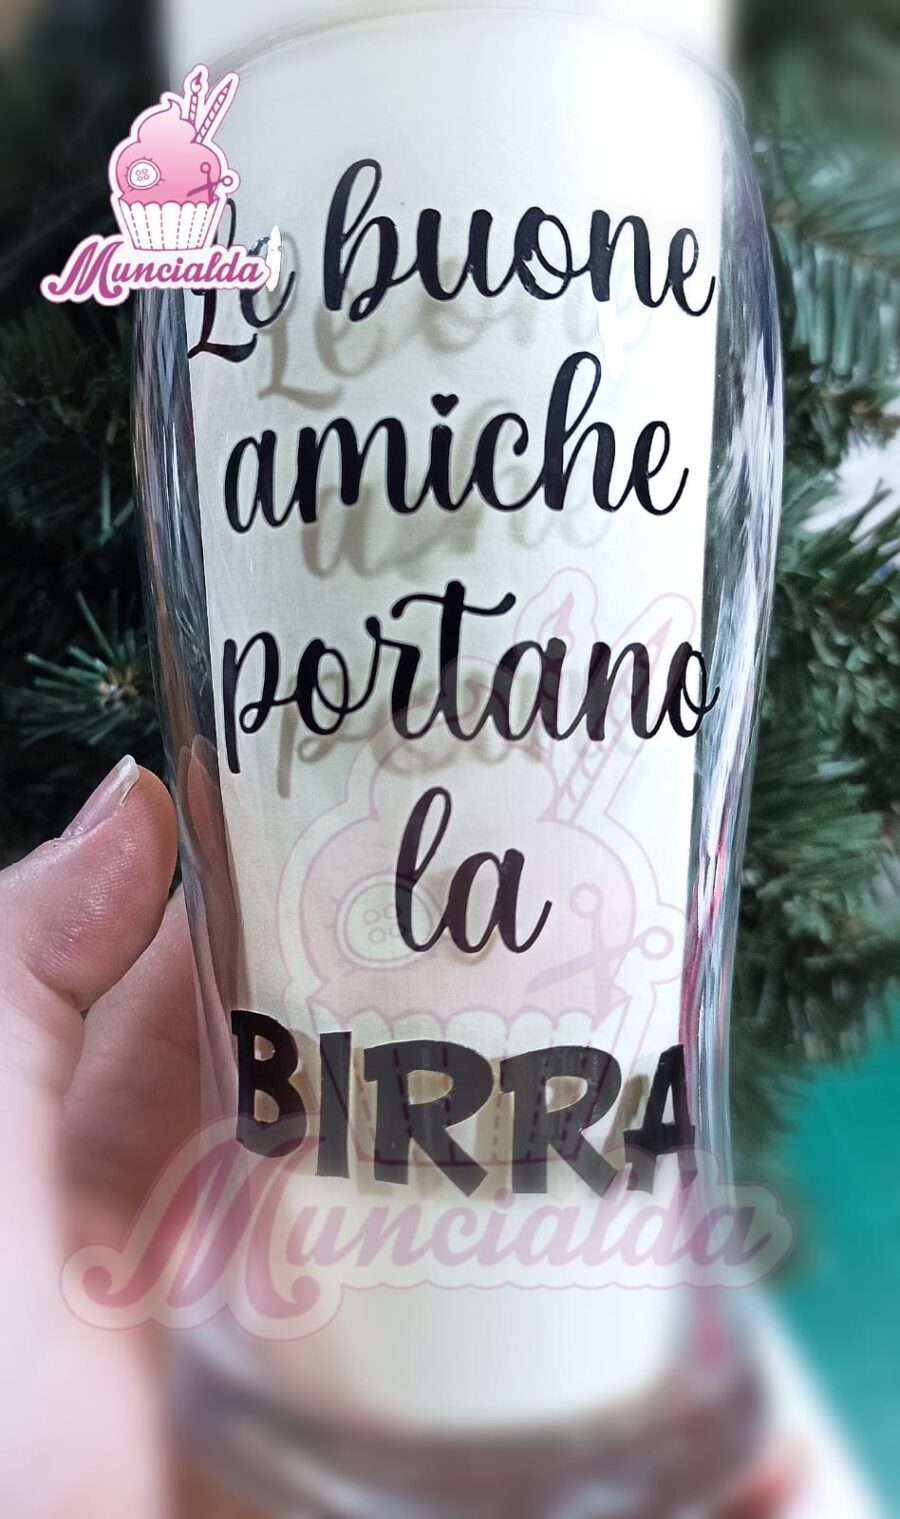 Muncialda
Le buone
amiche
portano
la
BIRRA
Muncialda